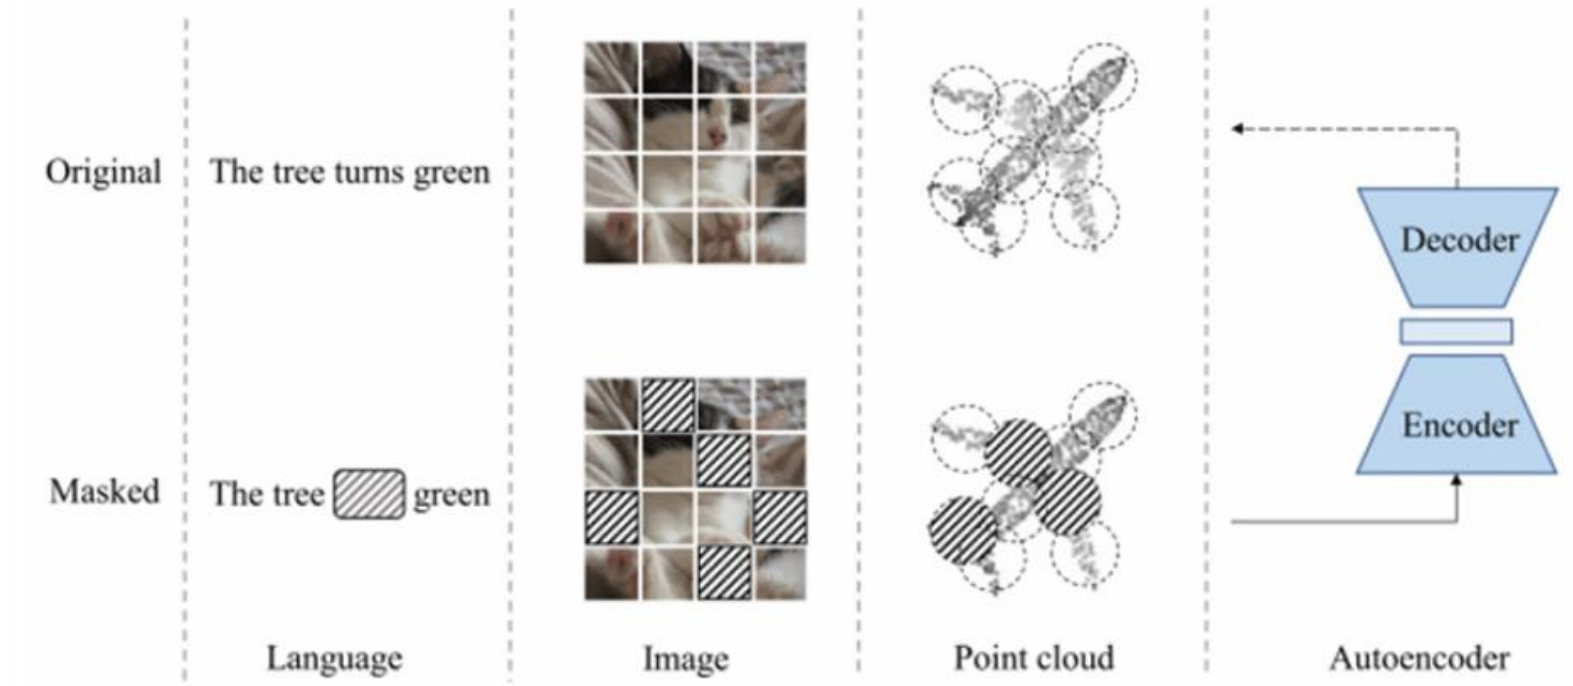 Original
The tree turns green
Decoder
Encoder
Masked
The tree green
Language
Image
Point cloud
Autoencoder